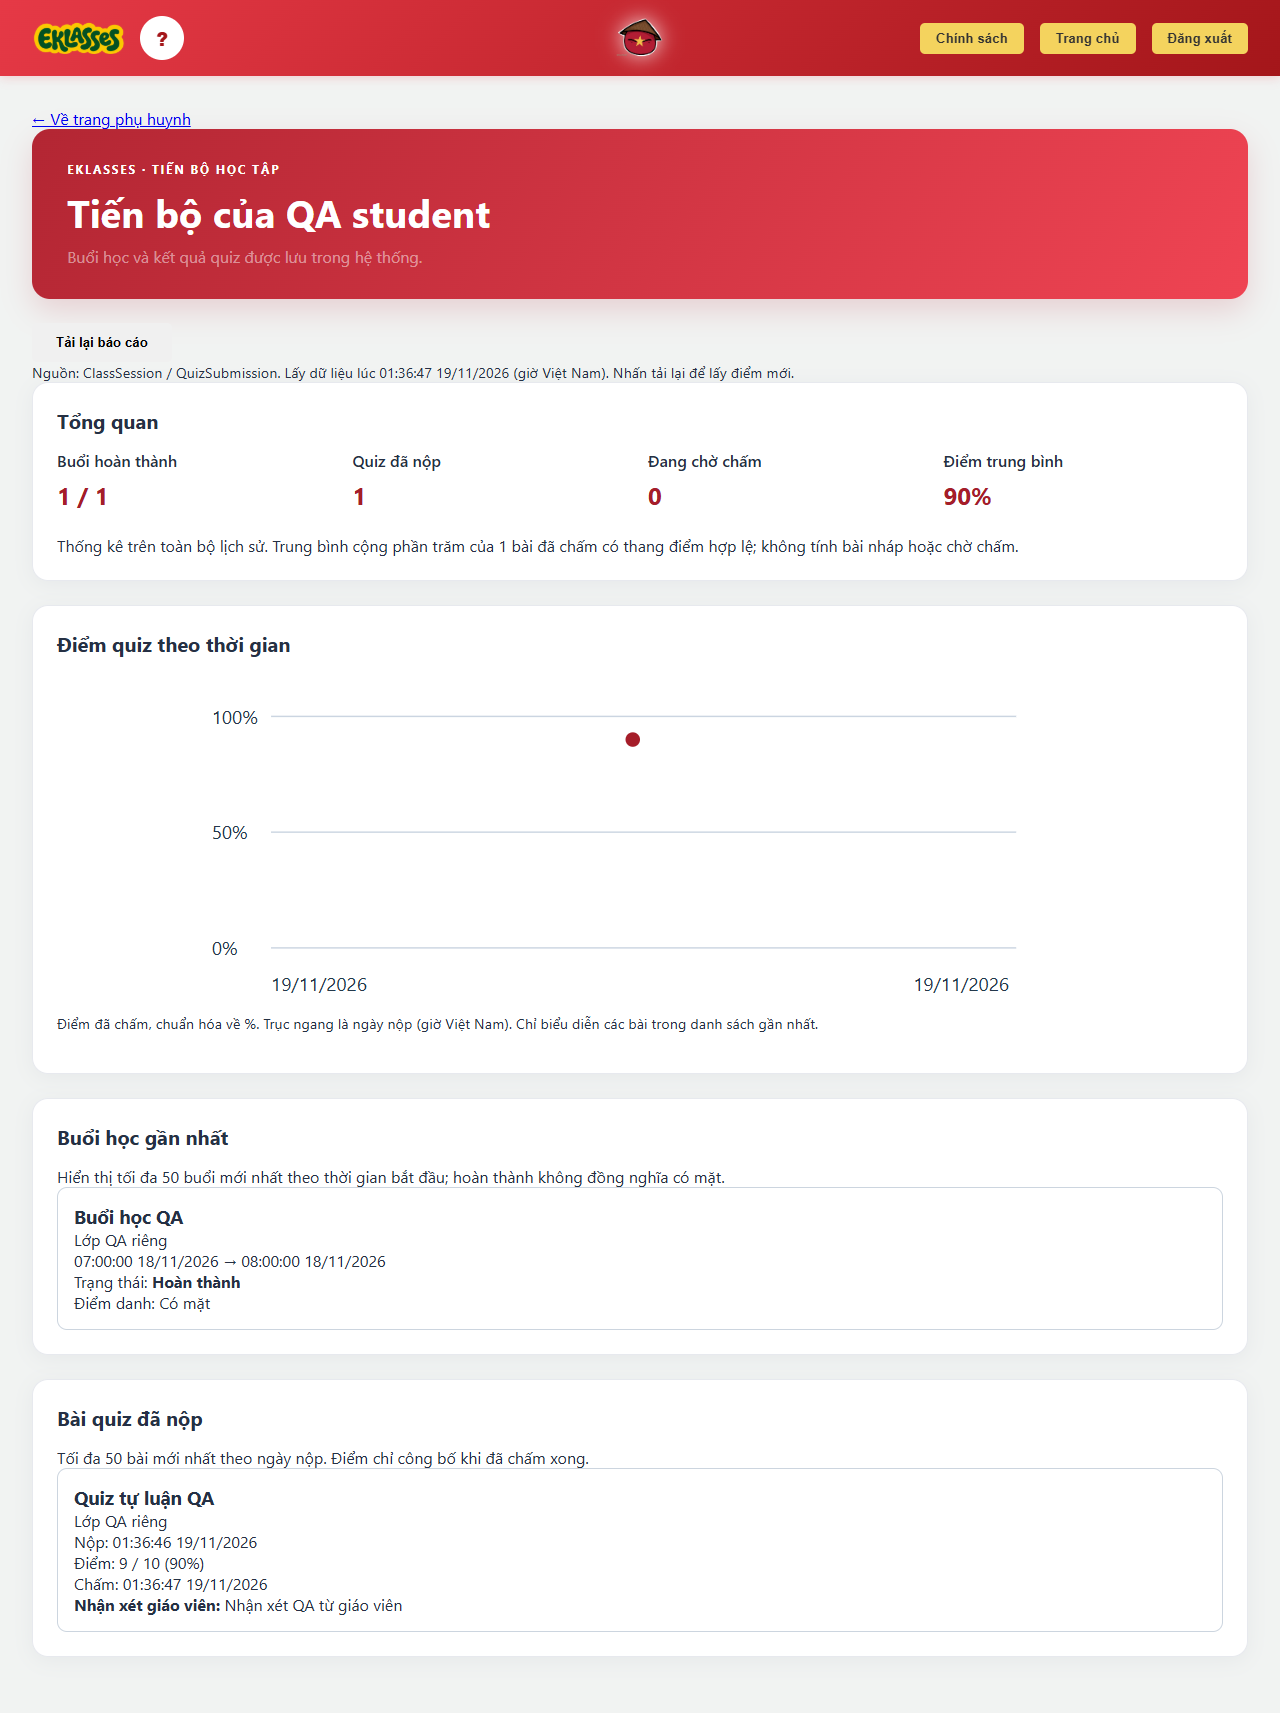 EKLASSES
?
Chính sách
Trang chủ
Đăng xuất
← Về trang phụ huynh
EKLASSES · TIẾN BỘ HỌC TẬP
Tiến bộ của QA student
Buổi học và kết quả quiz được lưu trong hệ thống.
Tải lại báo cáo
Nguồn: ClassSession / QuizSubmission. Lấy dữ liệu lúc 01:36:47 19/11/2026 (giờ Việt Nam). Nhấn tải lại để lấy điểm mới.
Tổng quan
Buổi hoàn thành
1 / 1
Quiz đã nộp
1
Đang chờ chấm
0
Điểm trung bình
90%
Thống kê trên toàn bộ lịch sử. Trung bình cộng phần trăm của 1 bài đã chấm có thang điểm hợp lệ; không tính bài nháp hoặc chờ chấm.
Điểm quiz theo thời gian
100%
50%
0%
19/11/2026
19/11/2026
Điểm đã chấm, chuẩn hóa về %. Trục ngang là ngày nộp (giờ Việt Nam). Chỉ biểu diễn các bài trong danh sách gần nhất.
Buổi học gần nhất
Hiển thị tối đa 50 buổi mới nhất theo thời gian bắt đầu; hoàn thành không đồng nghĩa có mặt.
Buổi học QA
Lớp QA riêng
07:00:00 18/11/2026 → 08:00:00 18/11/2026
Trạng thái: Hoàn thành
Điểm danh: Có mặt
Bài quiz đã nộp
Tối đa 50 bài mới nhất theo ngày nộp. Điểm chỉ công bố khi đã chấm xong.
Quiz tự luận QA
Lớp QA riêng
Nộp: 01:36:46 19/11/2026
Điểm: 9 / 10 (90%)
Chấm: 01:36:47 19/11/2026
Nhận xét giáo viên: Nhận xét QA từ giáo viên